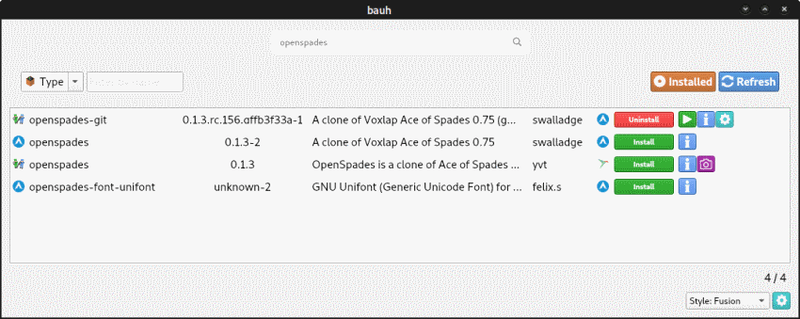 bauh
openspades
Type
Installed
Refresh
openspades-git 0.1.3.rc.156.gffb3f33a-1 A clone of Voxlap Ace of Spades 0.75 (g... swalladge Uninstall
openspades 0.1.3-2 A clone of Voxlap Ace of Spades 0.75 swalladge Install
openspades 0.1.3 OpenSpades is a clone of Ace of Spades ... yvt Install
openspades-font-unifont unknown-2 GNU Unifont (Generic Unicode Font) for ... felix.s Install
4 / 4
Style: Fusion